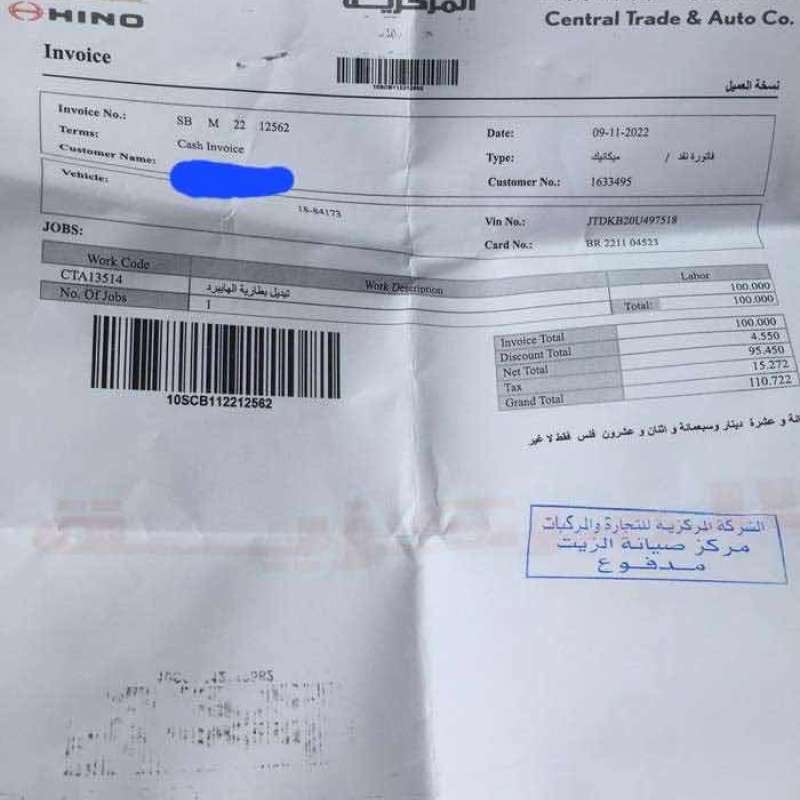 HINO
المركزية
Central Trade & Auto Co.
Invoice
10SCB112212562
نسخة العميل
Invoice No.: SB M 22 12562
Terms: Cash Invoice
Customer Name:
Date: 09-11-2022
Type: فاتورة نقد / ميكانيك
Customer No.: 1633495
Vehicle: 18-84173
Vin No.: JTDKB20U497518
Card No.: BR 2211 04523
JOBS:
Work Code Work Description Labor
CTA13514 تبديل بطارية الهايبرد 100.000
No. Of Jobs 1 Total: 100.000
10SCB112212562
Invoice Total 100.000
Discount Total 4.550
Net Total 95.450
Tax 15.272
Grand Total 110.722
و عشرة دينار وسبعمائة و اثنان و عشرون فلس فقط لا غير
الشركة المركزية للتجارة والمركبات
مركز صيانة الزيت
مدفوع